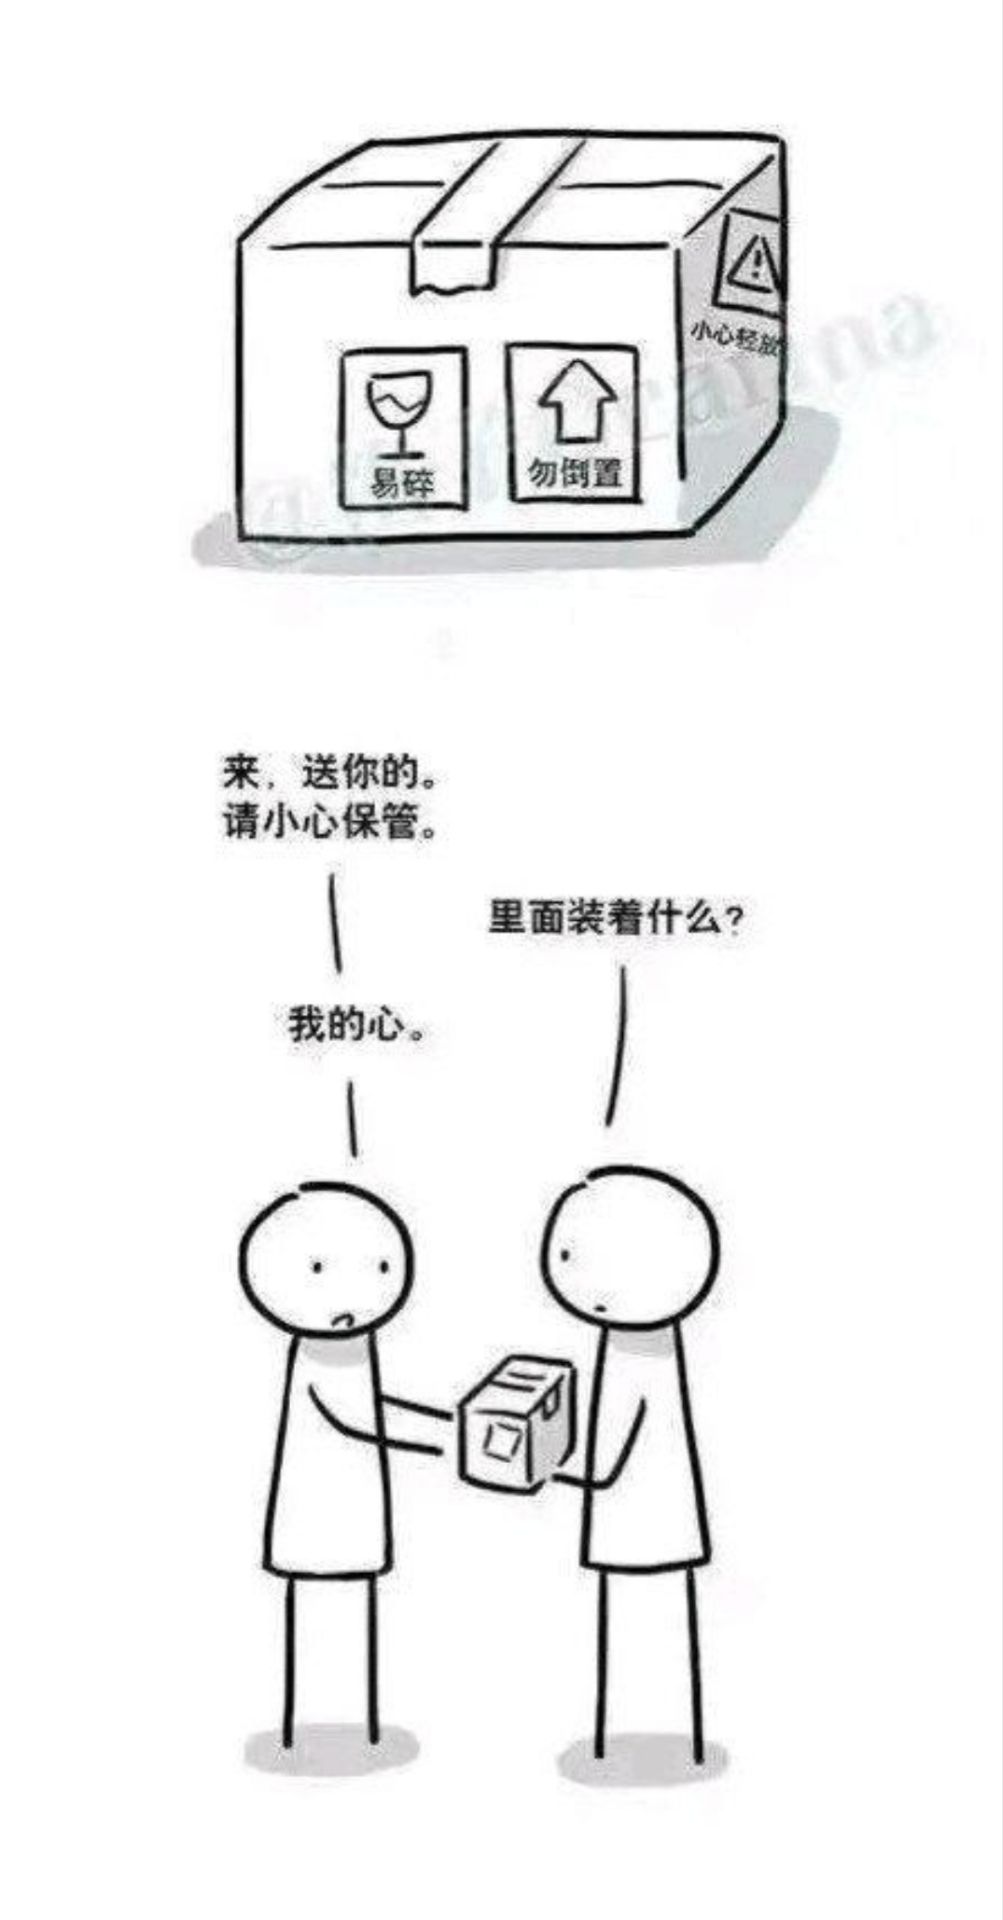 小心轻放
易碎
勿倒置
来，送你的。
请小心保管。
里面装着什么?
我的心。